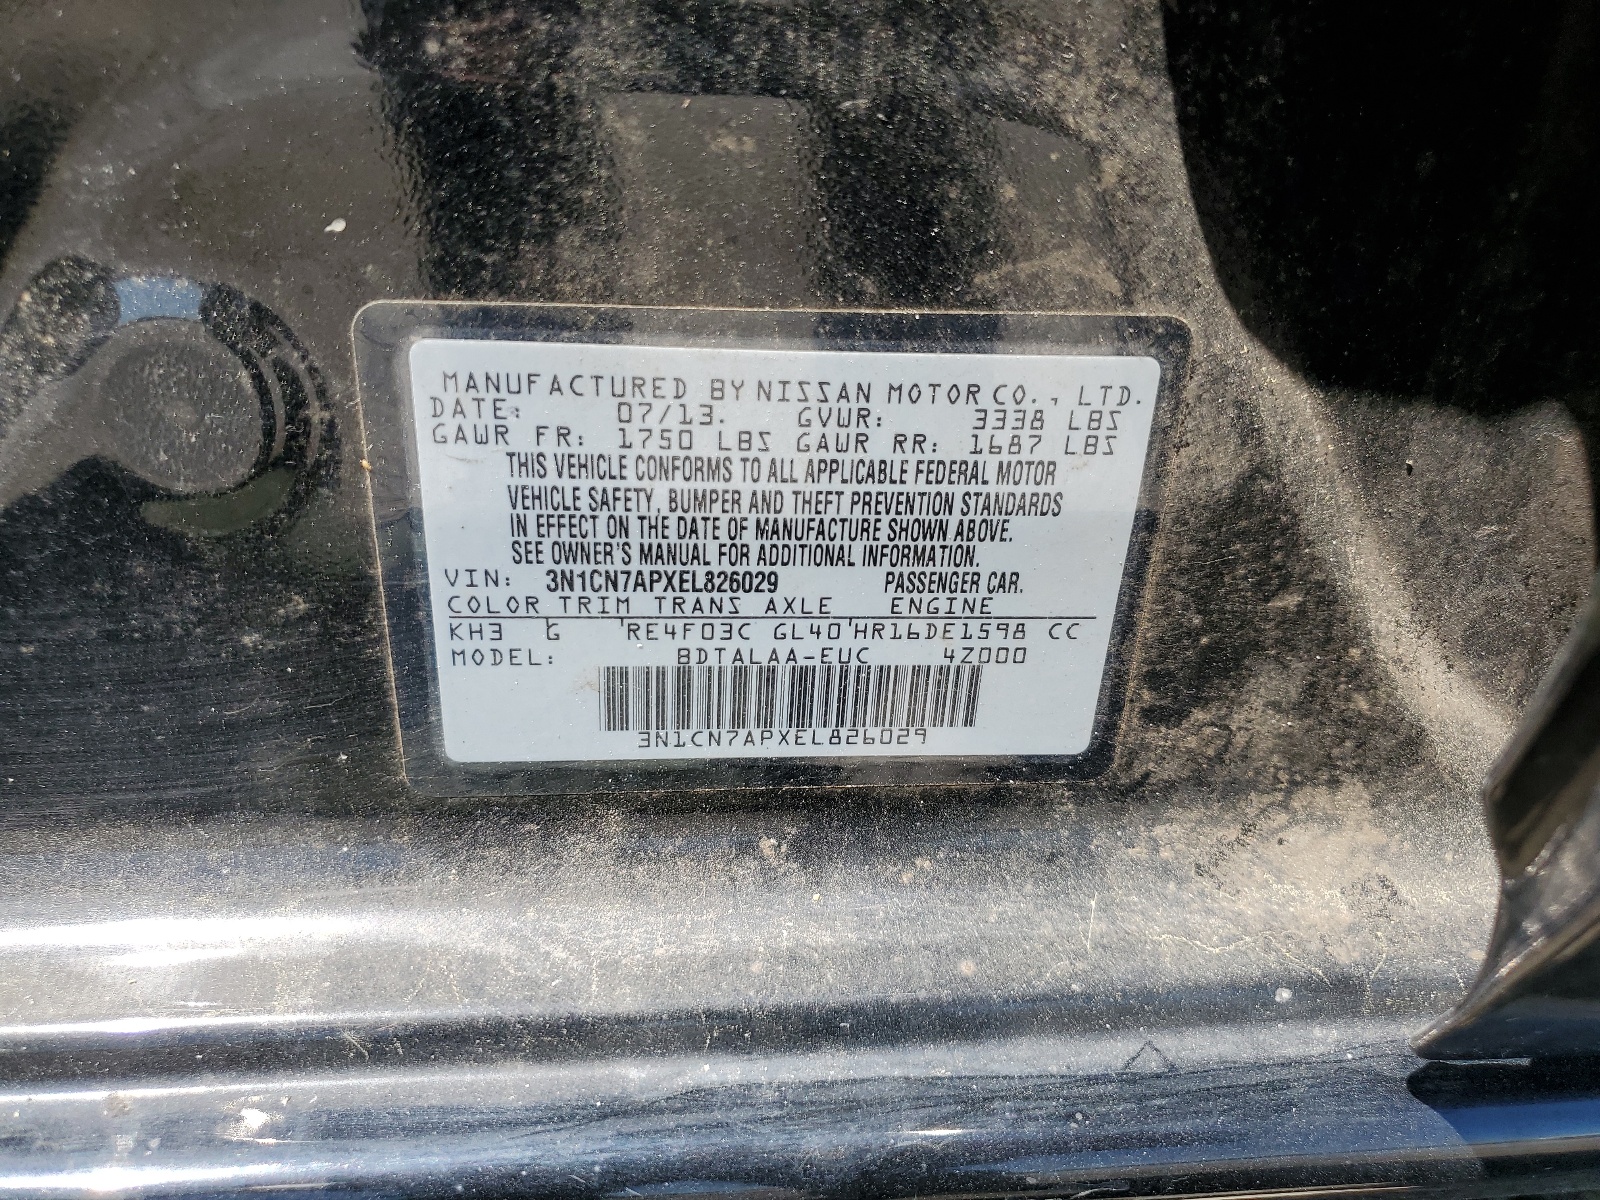 MANUFACTURED BY NISSAN MOTOR CO., LTD.
DATE: 07/13. GVWR: 3338 LBS
GAWR FR: 1750 LBS GAWR RR: 1687 LBS
THIS VEHICLE CONFORMS TO ALL APPLICABLE FEDERAL MOTOR
VEHICLE SAFETY, BUMPER AND THEFT PREVENTION STANDARDS
IN EFFECT ON THE DATE OF MANUFACTURE SHOWN ABOVE.
SEE OWNER'S MANUAL FOR ADDITIONAL INFORMATION.
VIN: 3N1CN7APXEL826029 PASSENGER CAR.
COLOR TRIM TRANS AXLE ENGINE
KH3 G RE4F03C GL40 HR16DE1598 CC
MODEL: BDTALAA-EUC 4Z000
3N1CN7APXEL826029